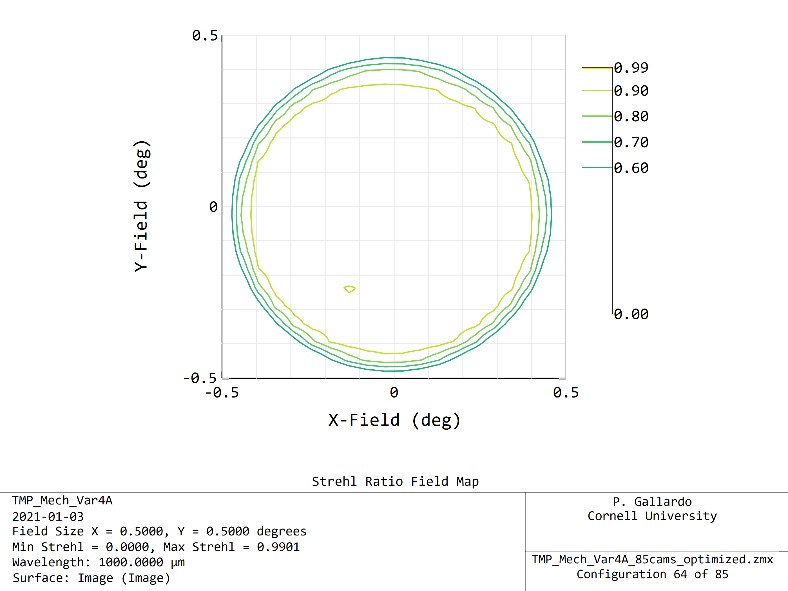 0.5
0
-0.5
-0.5
0
0.5
Y-Field (deg)
X-Field (deg)
0.99
0.90
0.80
0.70
0.60
0.00
Strehl Ratio Field Map
TMP_Mech_Var4A
2021-01-03
Field Size X = 0.5000, Y = 0.5000 degrees
Min Strehl = 0.0000, Max Strehl = 0.9901
Wavelength: 1000.0000 µm
Surface: Image (Image)
P. Gallardo
Cornell University
TMP_Mech_Var4A_85cams_optimized.zmx
Configuration 64 of 85